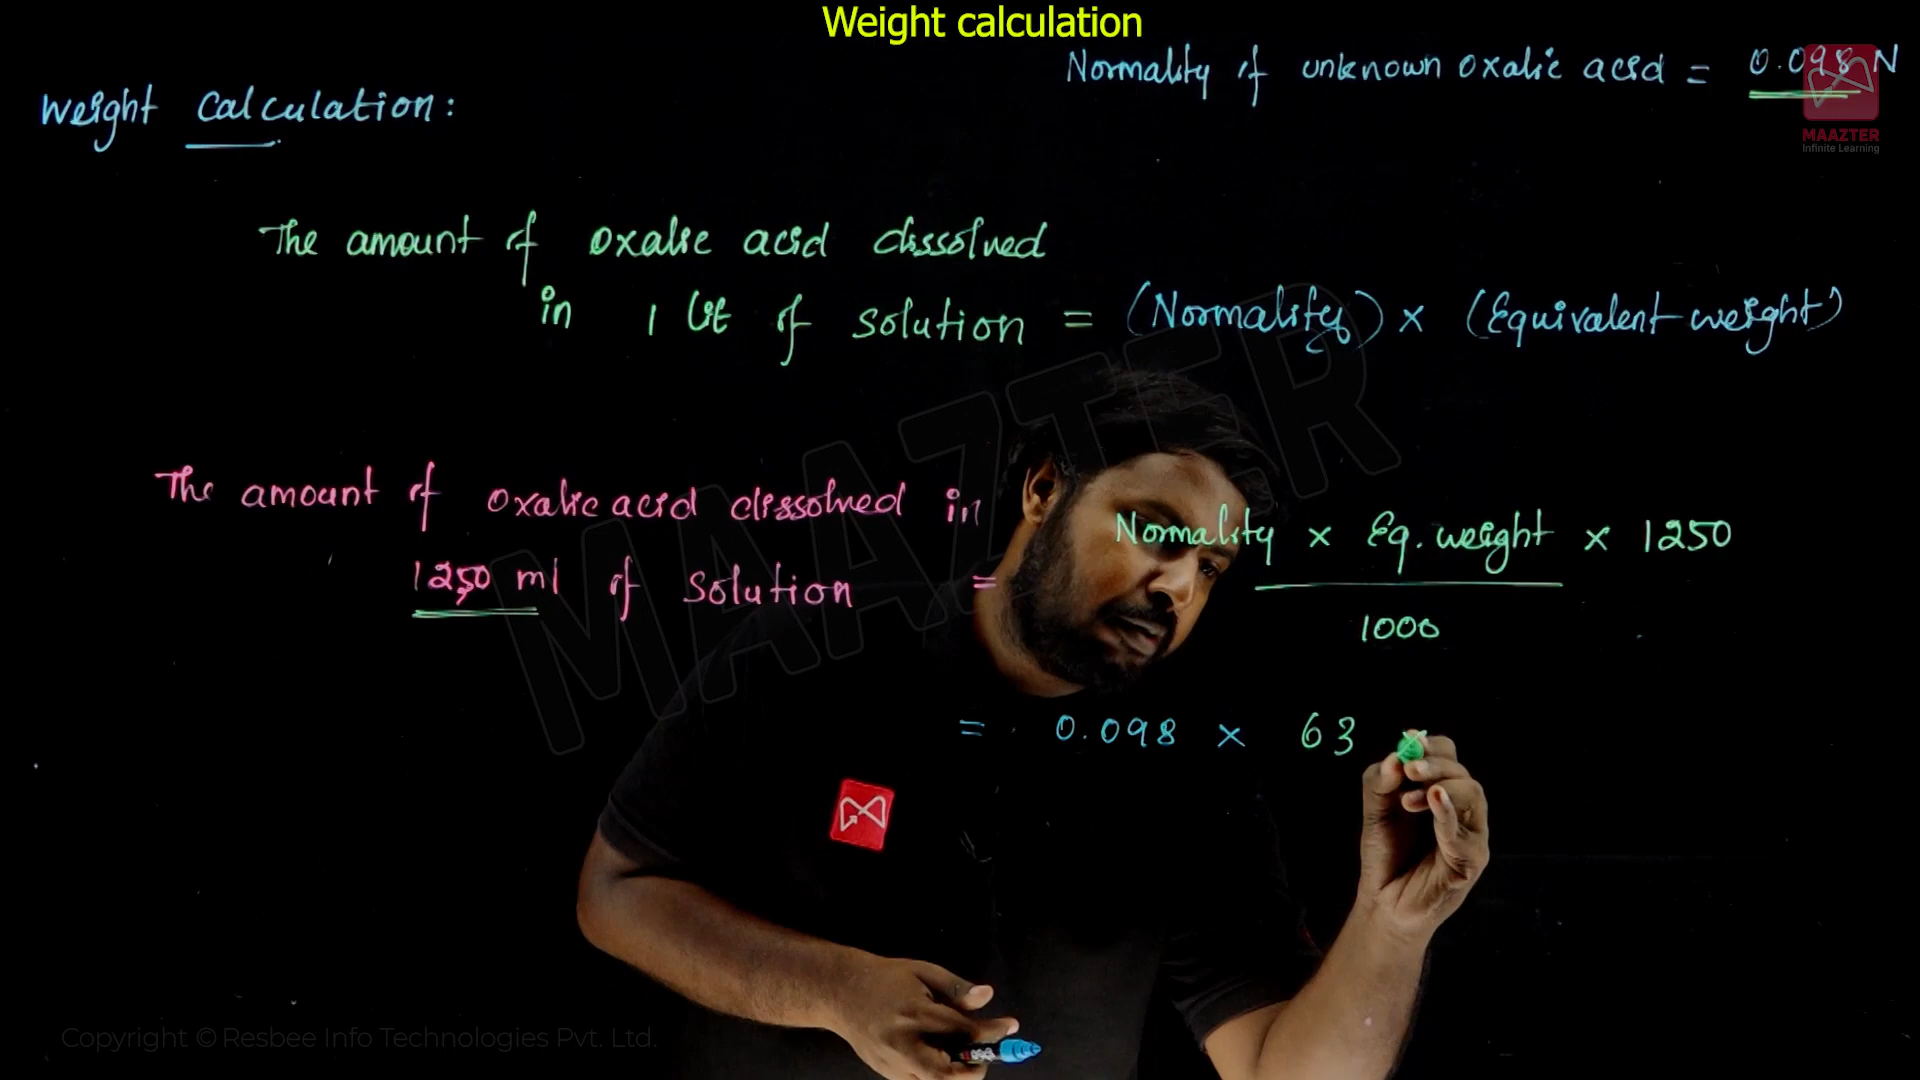 Weight calculation
Normality of unknown oxalic acid = 0.098 N
MAAZTER
Infinite Learning
Weight Calculation:
The amount of oxalic acid dissolved
in 1 lit of solution = (Normality) × (Equivalent weight)
MAAZTER
The amount of oxalic acid dissolved in
1250 ml of solution = Normality × Eq. weight × 1250
1000
= 0.098 × 63 ×
Copyright © Resbee Info Technologies Pvt. Ltd.